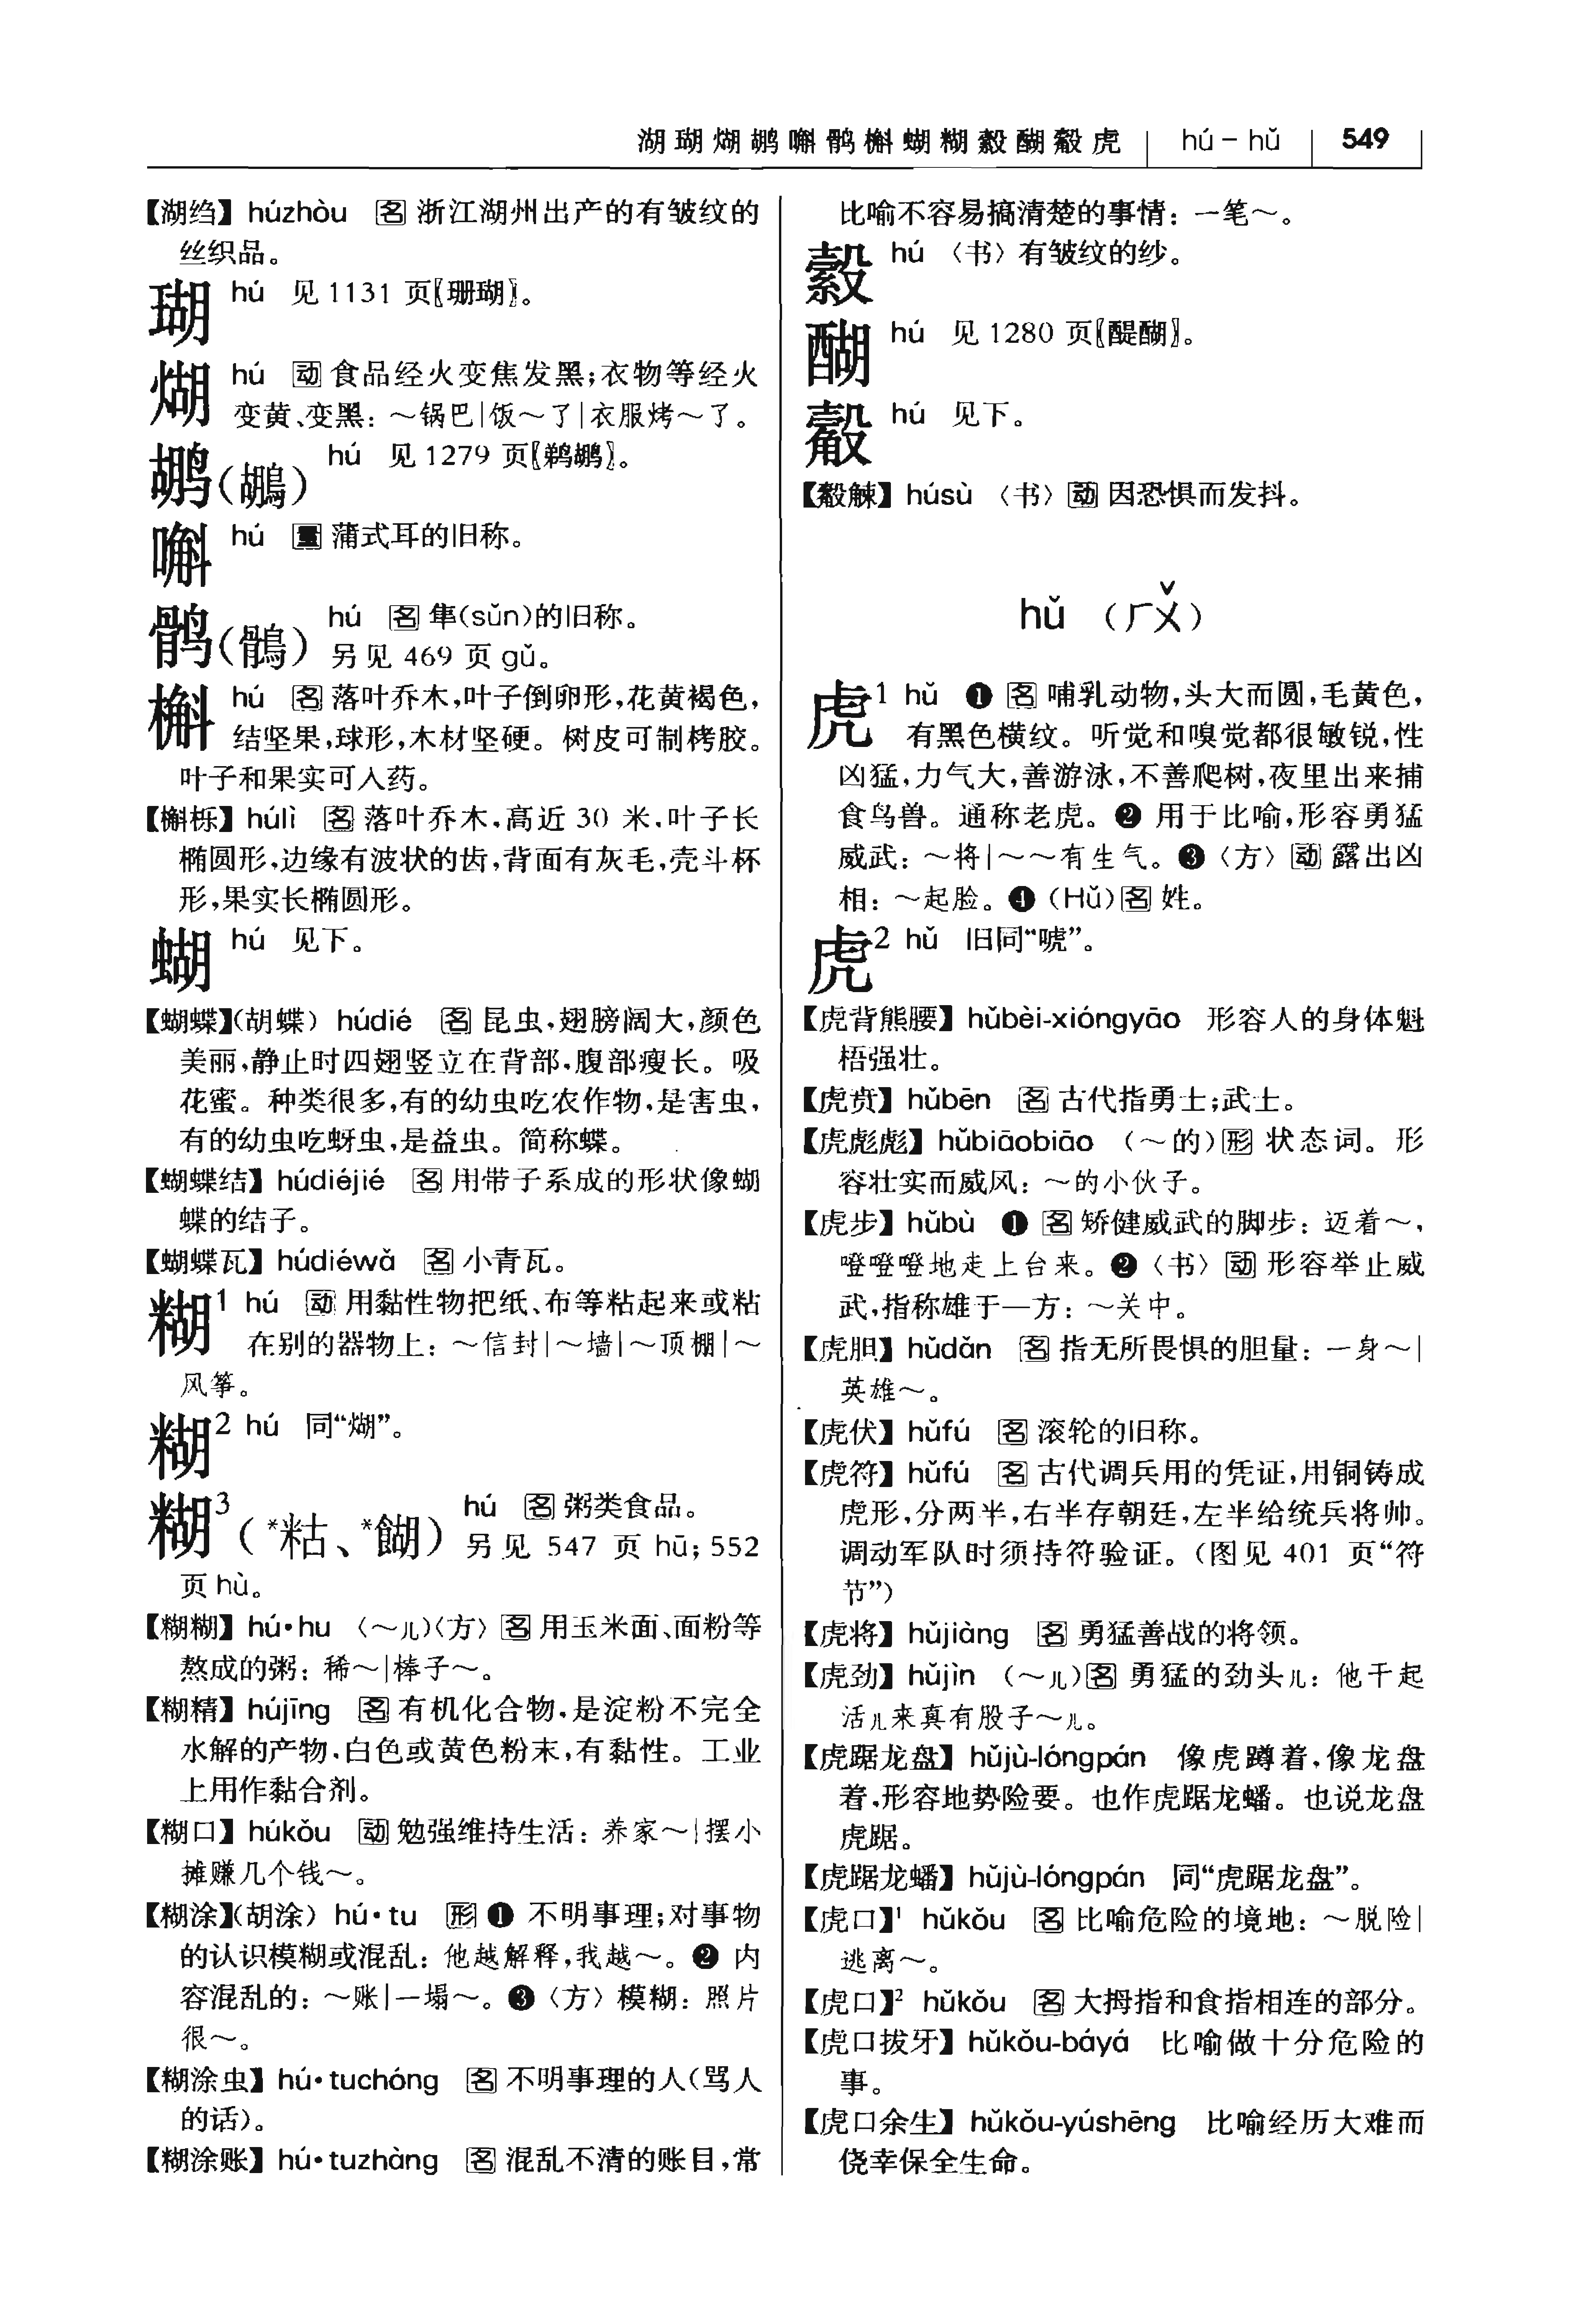 湖瑚煳鹕嘝鹘槲蝴糊縠醐觳虎 hú – hǔ 549
【湖绉】 húzhòu 名 浙江湖州出产的有皱纹的
丝织品。
瑚 hú 见 1131 页〖珊瑚〗。
煳 hú 动 食品经火变焦发黑;衣物等经火
变黄、变黑：～锅巴|饭～了|衣服烤～了。
鹕(鶘) hú 见 1279 页〖鹈鹕〗。
嘝 hú 量 蒲式耳的旧称。
鹘(鶻) hú 名 隼(sǔn)的旧称。
另见 469 页 gǔ。
槲 hú 名 落叶乔木,叶子倒卵形,花黄褐色,
结坚果,球形,木材坚硬。树皮可制栲胶。
叶子和果实可入药。
【槲栎】 húlì 名 落叶乔木,高近 30 米,叶子长
椭圆形,边缘有波状的齿,背面有灰毛,壳斗杯
形,果实长椭圆形。
蝴 hú 见下。
【蝴蝶】(胡蝶) húdié 名 昆虫,翅膀阔大,颜色
美丽,静止时四翅竖立在背部,腹部瘦长。吸
花蜜。种类很多,有的幼虫吃农作物,是害虫,
有的幼虫吃蚜虫,是益虫。简称蝶。
【蝴蝶结】 húdiéjié 名 用带子系成的形状像蝴
蝶的结子。
【蝴蝶瓦】 húdiéwǎ 名 小青瓦。
糊1 hú 动 用黏性物把纸、布等粘起来或粘
在别的器物上：～信封|～墙|～顶棚|～
风筝。
糊2 hú 同“煳”。
糊3(*粘、*餬) hú 名 粥类食品。
另见 547 页 hū; 552
页 hù。
【糊糊】 hú·hu 〈～儿〉〈方〉 名 用玉米面、面粉等
熬成的粥：稀～|棒子～。
【糊精】 hújīng 名 有机化合物,是淀粉不完全
水解的产物,白色或黄色粉末,有黏性。工业
上用作黏合剂。
【糊口】 húkǒu 动 勉强维持生活：养家～|摆小
摊赚几个钱～。
【糊涂】(胡涂) hú·tu 形 ❶ 不明事理;对事物
的认识模糊或混乱：他越解释,我越～。❷ 内
容混乱的：～账|一塌～。❸〈方〉模糊：照片
很～。
【糊涂虫】 hú·tuchóng 名 不明事理的人(骂人
的话)。
【糊涂账】 hú·tuzhàng 名 混乱不清的账目,常
比喻不容易搞清楚的事情：一笔～。
縠 hú 〈书〉有皱纹的纱。
醐 hú 见 1280 页〖醍醐〗。
觳 hú 见下。
【觳觫】 húsù 〈书〉 动 因恐惧而发抖。
hǔ (ㄏㄨˇ)
虎1 hǔ ❶ 名 哺乳动物,头大而圆,毛黄色,
有黑色横纹。听觉和嗅觉都很敏锐,性
凶猛,力气大,善游泳,不善爬树,夜里出来捕
食鸟兽。通称老虎。❷ 用于比喻,形容勇猛
威武：～将|～～有生气。❸〈方〉 动 露出凶
相：～起脸。❹ (Hǔ) 名 姓。
虎2 hǔ 旧同“唬”。
【虎背熊腰】 hǔbèi-xióngyāo 形容人的身体魁
梧强壮。
【虎贲】 hǔbēn 名 古代指勇士;武士。
【虎彪彪】 hǔbiāobiāo (～的) 形 状态词。形
容壮实而威风：～的小伙子。
【虎步】 hǔbù ❶ 名 矫健威武的脚步：迈着～,
噔噔噔地走上台来。❷〈书〉 动 形容举止威
武,指称雄于一方：～关中。
【虎胆】 hǔdǎn 名 指无所畏惧的胆量：一身～|
英雄～。
【虎伏】 hǔfú 名 滚轮的旧称。
【虎符】 hǔfú 名 古代调兵用的凭证,用铜铸成
虎形,分两半,右半存朝廷,左半给统兵将帅。
调动军队时须持符验证。(图见 401 页“符
节”)
【虎将】 hǔjiàng 名 勇猛善战的将领。
【虎劲】 hǔjìn (～儿) 名 勇猛的劲头儿：他干起
活儿来真有股子～儿。
【虎踞龙盘】 hǔjù-lóngpán 像虎蹲着,像龙盘
着,形容地势险要。也作虎踞龙蟠。也说龙盘
虎踞。
【虎踞龙蟠】 hǔjù-lóngpán 同“虎踞龙盘”。
【虎口】1 hǔkǒu 名 比喻危险的境地：～脱险|
逃离～。
【虎口】2 hǔkǒu 名 大拇指和食指相连的部分。
【虎口拔牙】 hǔkǒu-báyá 比喻做十分危险的
事。
【虎口余生】 hǔkǒu-yúshēng 比喻经历大难而
侥幸保全生命。